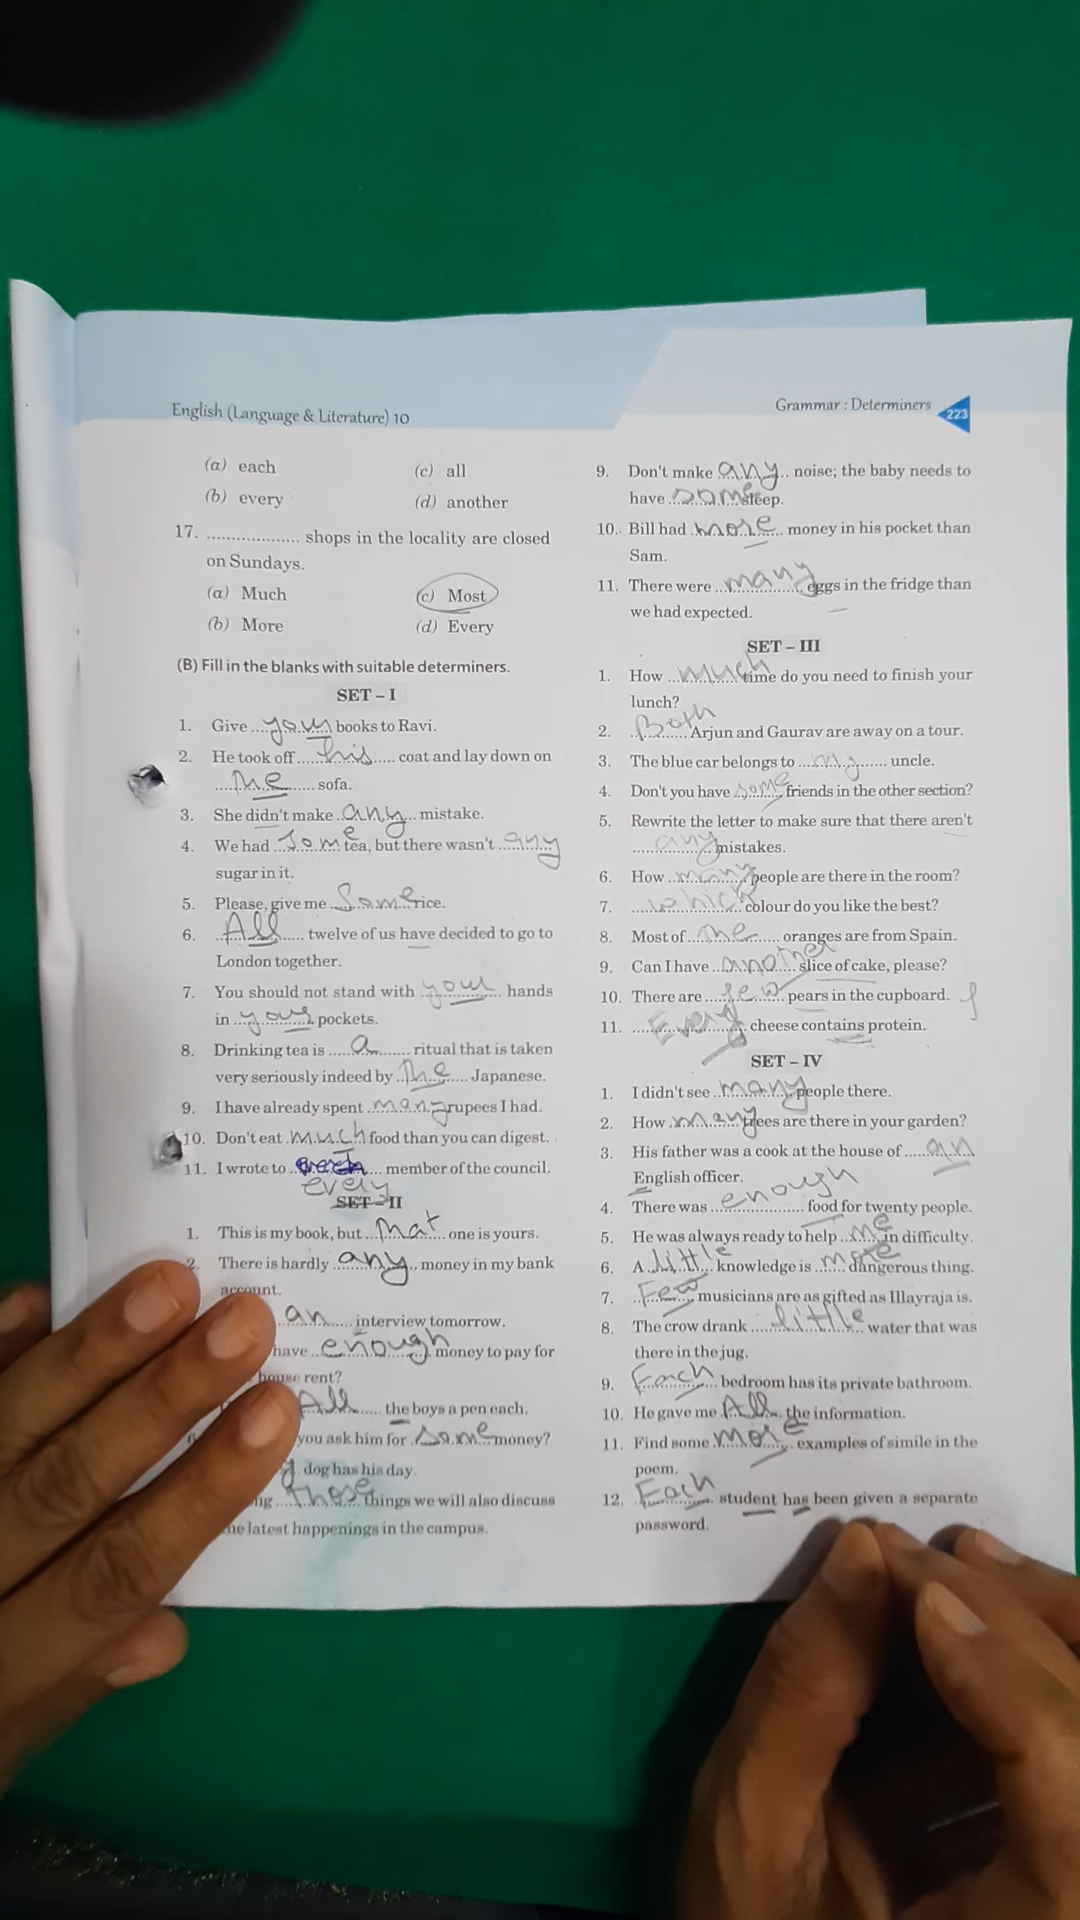 English (Language & Literature) 10
Grammar : Determiners
223
(a) each
(c) all
(b) every
(d) another
17. .................. shops in the locality are closed
on Sundays.
(a) Much
(c) Most
(b) More
(d) Every
(B) Fill in the blanks with suitable determiners.
SET – I
1. Give ....your books to Ravi.
2. He took off ....his..... coat and lay down on
....the...... sofa.
3. She didn't make .any... mistake.
4. We had .Some tea, but there wasn't ..any
sugar in it.
5. Please, give me ..Some rice.
6. ..All..... twelve of us have decided to go to
London together.
7. You should not stand with your hands
in ..your.. pockets.
8. Drinking tea is .....a........ ritual that is taken
very seriously indeed by ..the..... Japanese.
9. I have already spent .many rupees I had.
10. Don't eat .much food than you can digest.
11. I wrote to ........ member of the council.
every
SET – II
1. This is my book, but ..that.... one is yours.
2. There is hardly ..any.. money in my bank
account.
..an..... interview tomorrow.
have ..enough money to pay for
house rent?
All...... the boys a pen each.
6. you ask him for .some..money?
y. dog has his day.
ng ....Those things we will also discuss
the latest happenings in the campus.
9. Don't make .any.. noise; the baby needs to
have ..some sleep.
10. Bill had .more.. money in his pocket than
Sam.
11. There were ..many.... eggs in the fridge than
we had expected.
SET – III
1. How ...much time do you need to finish your
lunch?
2. ..Both...Arjun and Gaurav are away on a tour.
3. The blue car belongs to ...my...... uncle.
4. Don't you have .some friends in the other section?
5. Rewrite the letter to make sure that there aren't
......any mistakes.
6. How ..many people are there in the room?
7. ....which... colour do you like the best?
8. Most of ..the..... oranges are from Spain.
9. Can I have ..another.. slice of cake, please?
10. There are ....few.... pears in the cupboard.
11. ....Every. cheese contains protein.
SET – IV
1. I didn't see .many people there.
2. How .many trees are there in your garden?
3. His father was a cook at the house of .....an
English officer.
4. There was ..enough..... food for twenty people.
5. He was always ready to help ..me in difficulty.
6. A .little... knowledge is .....more dangerous thing.
7. .Few..... musicians are as gifted as Illayraja is.
8. The crow drank ....little... water that was
there in the jug.
9. .Each... bedroom has its private bathroom.
10. He gave me .All.. the information.
11. Find some .more.... examples of simile in the
poem.
12. .Each.... student has been given a separate
password.